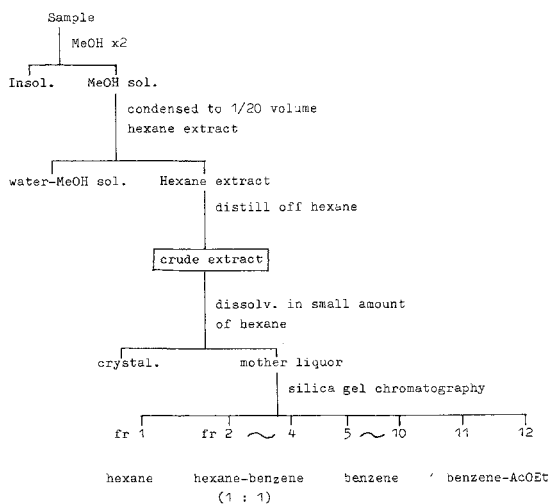 Sample
MeOH x2
Insol. MeOH sol.
condensed to 1/20 volume
hexane extract
water-MeOH sol. Hexane extract
distill off hexane
crude extract
dissolv. in small amount
of hexane
crystal. mother liquor
silica gel chromatography
fr 1 fr 2 ~ 4 5 ~ 10 11 12
hexane hexane-benzene benzene benzene-AcOEt
(1 : 1)